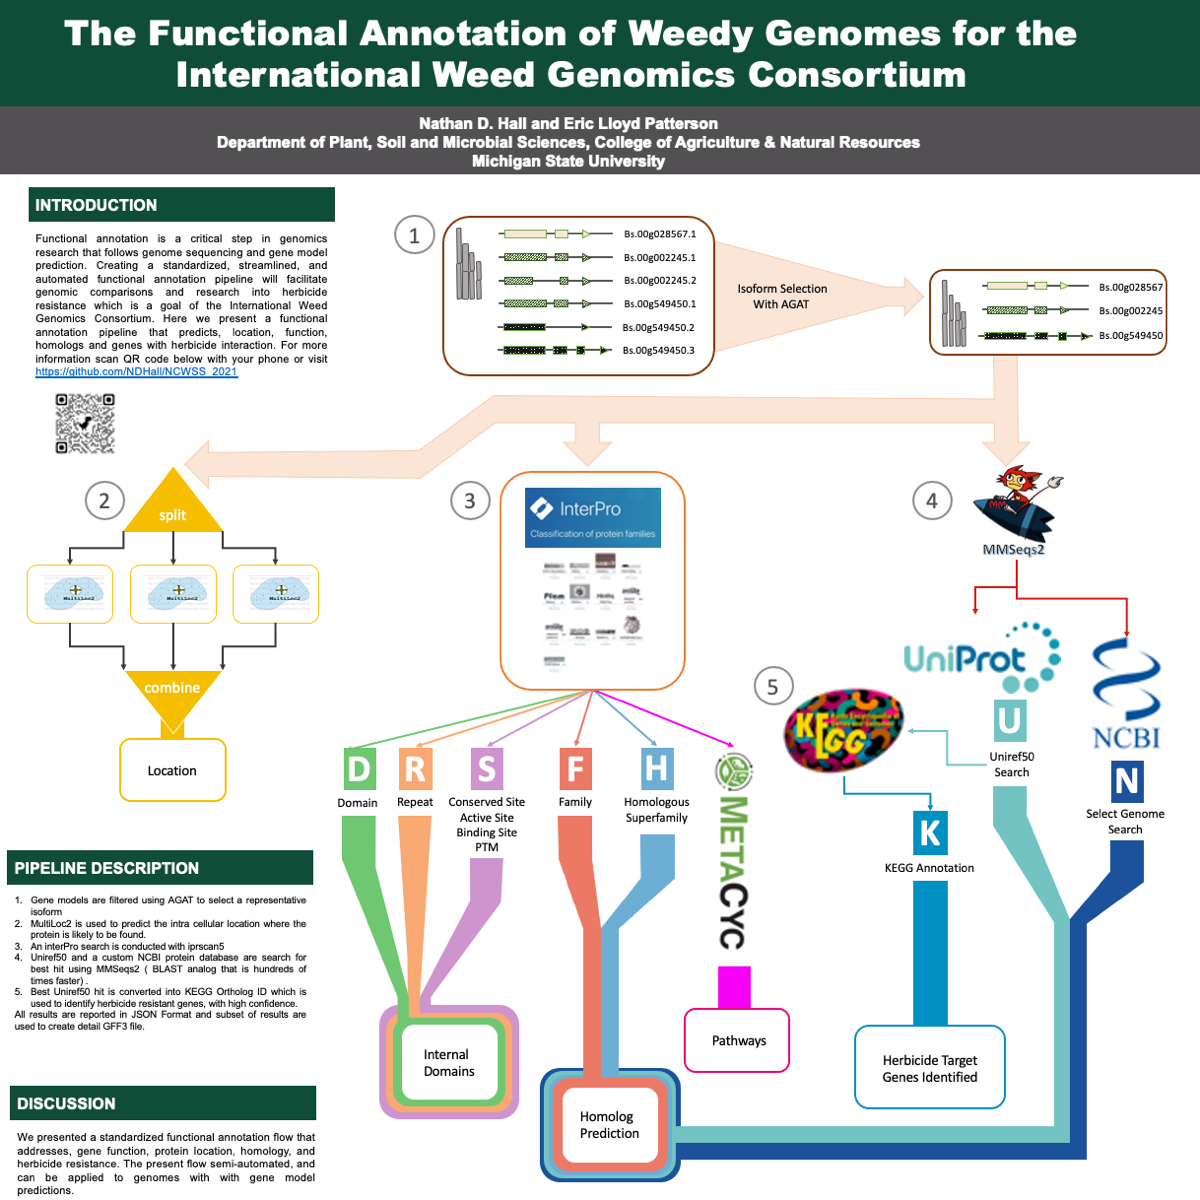 The Functional Annotation of Weedy Genomes for the
International Weed Genomics Consortium
Nathan D. Hall and Eric Lloyd Patterson
Department of Plant, Soil and Microbial Sciences, College of Agriculture & Natural Resources
Michigan State University
INTRODUCTION
Functional annotation is a critical step in genomics
research that follows genome sequencing and gene model
prediction. Creating a standardized, streamlined, and
automated functional annotation pipeline will facilitate
genomic comparisons and research into herbicide
resistance which is a goal of the International Weed
Genomics Consortium. Here we present a functional
annotation pipeline that predicts, location, function,
homologs and genes with herbicide interaction. For more
information scan QR code below with your phone or visit
https://github.com/NDHall/NCWSS_2021
1
Bs.00g028567.1
Bs.00g002245.1
Bs.00g002245.2
Bs.00g549450.1
Bs.00g549450.2
Bs.00g549450.3
Isoform Selection
With AGAT
Bs.00g028567
Bs.00g002245
Bs.00g549450
2
split
MultiLoc2
MultiLoc2
MultiLoc2
combine
Location
3
InterPro
Classification of protein families
Pfam
D
Domain
R
Repeat
S
Conserved Site
Active Site
Binding Site
PTM
F
Family
H
Homologous
Superfamily
METACYC
Internal
Domains
Homolog
Prediction
Pathways
4
MMSeqs2
UniProt
U
Uniref50
Search
NCBI
N
Select Genome
Search
5
KEGG
K
KEGG Annotation
Herbicide Target
Genes Identified
PIPELINE DESCRIPTION
1. Gene models are filtered using AGAT to select a representative
isoform
2. MultiLoc2 is used to predict the intra cellular location where the
protein is likely to be found.
3. An interPro search is conducted with iprscan5
4. Uniref50 and a custom NCBI protein database are search for
best hit using MMSeqs2 ( BLAST analog that is hundreds of
times faster) .
5. Best Uniref50 hit is converted into KEGG Ortholog ID which is
used to identify herbicide resistant genes, with high confidence.
All results are reported in JSON Format and subset of results are
used to create detail GFF3 file.
DISCUSSION
We presented a standardized functional annotation flow that
addresses, gene function, protein location, homology, and
herbicide resistance. The present flow semi-automated, and
can be applied to genomes with with gene model
predictions.